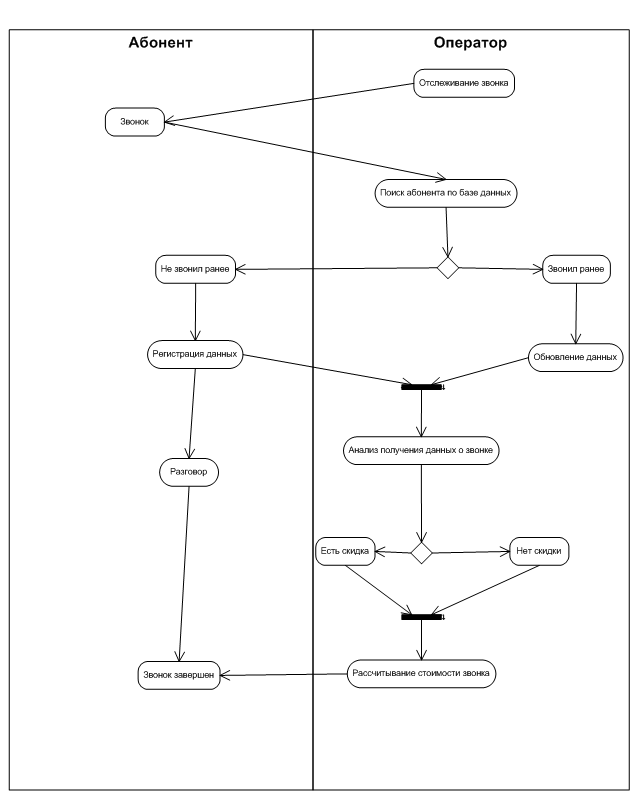 Абонент
Оператор
Отслеживание звонка
Звонок
Поиск абонента по базе данных
Не звонил ранее
Звонил ранее
Регистрация данных
Обновление данных
Анализ получения данных о звонке
Разговор
Есть скидка
Нет скидки
Звонок завершен
Рассчитывание стоимости звонка